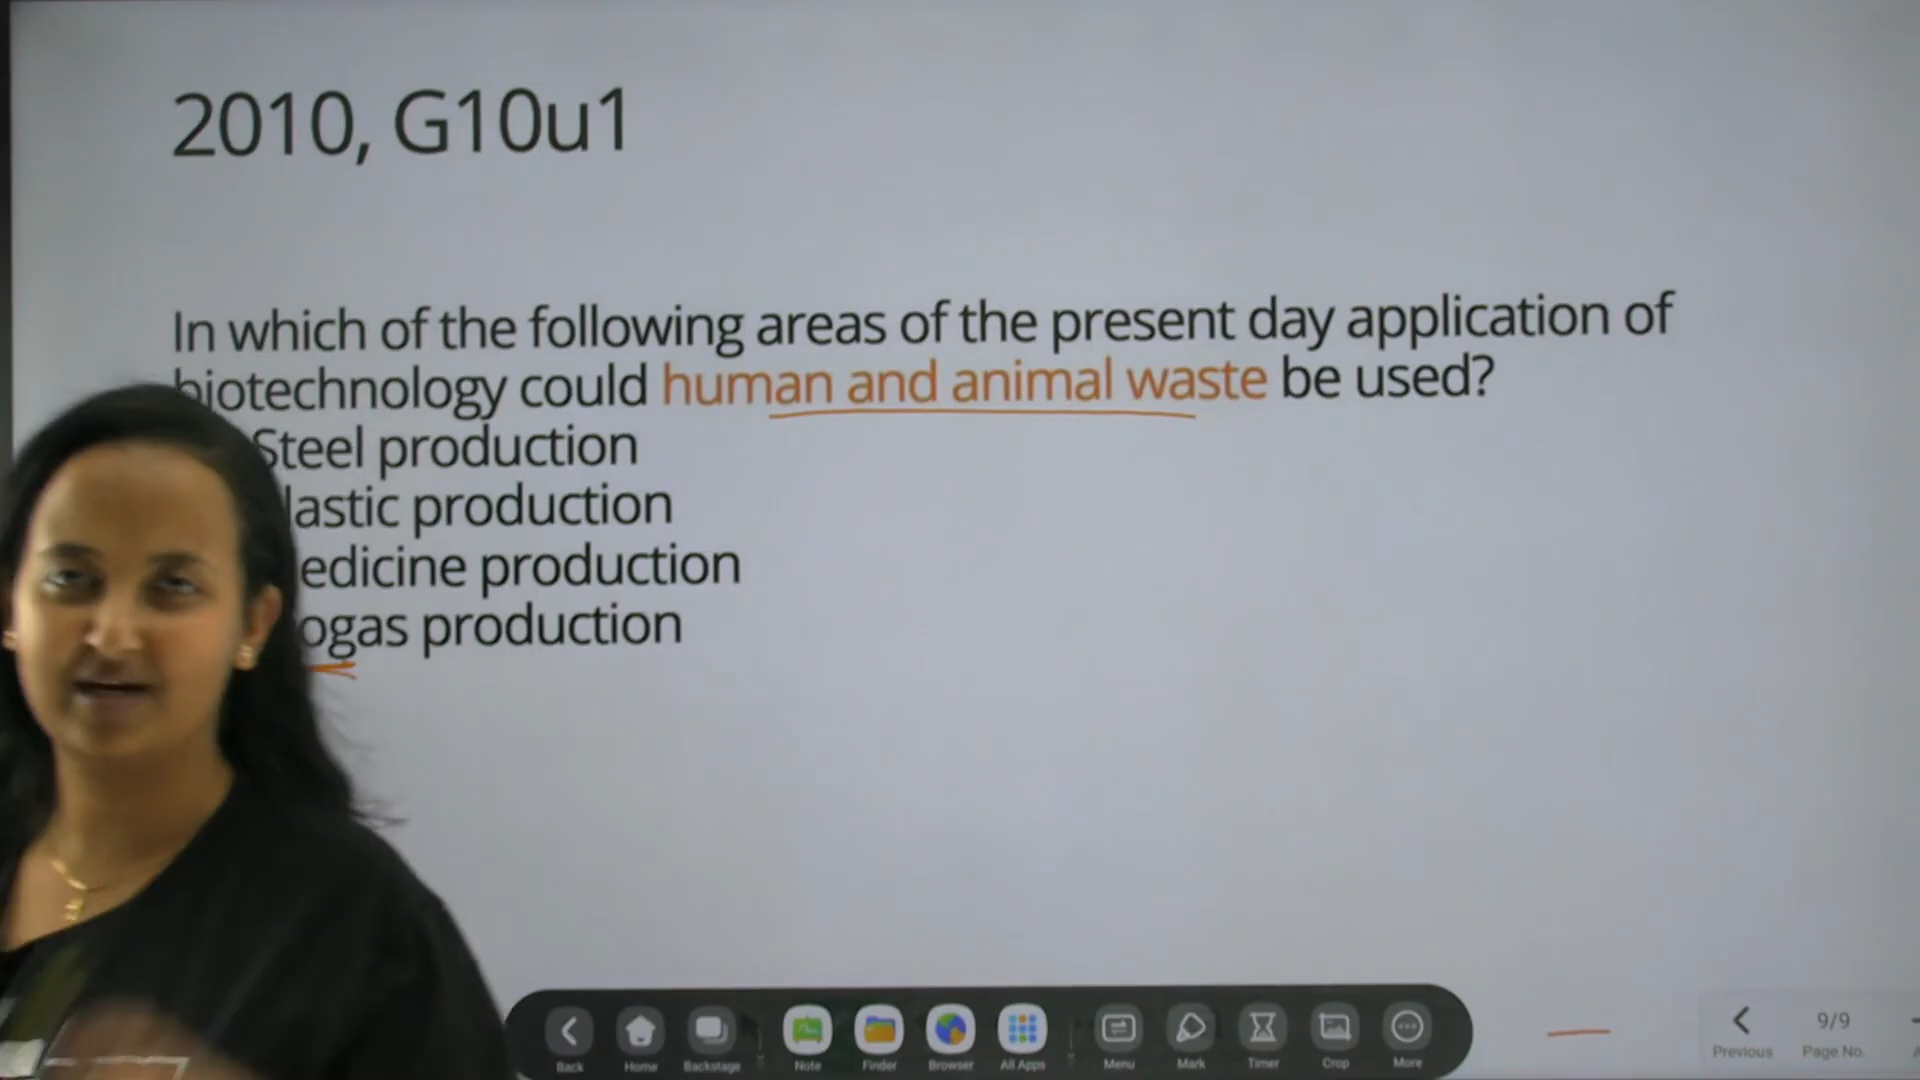 2010, G10u1
In which of the following areas of the present day application of
biotechnology could human and animal waste be used?
Steel production
lastic production
edicine production
ogas production
Back Home Backstage Note Finder Browser All Apps Menu Mark Timer Crop More
9/9
Previous Page No.